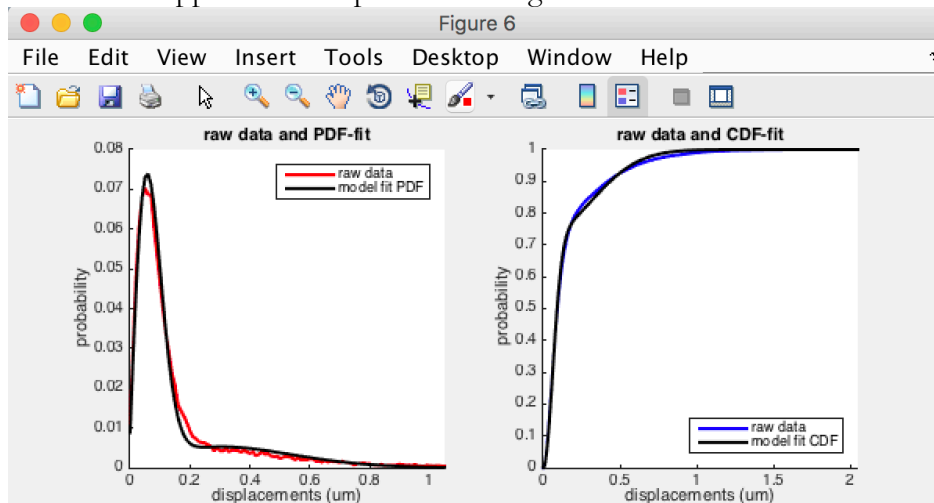 Figure 6
File Edit View Insert Tools Desktop Window Help
raw data and PDF-fit
0.08
0.07
0.06
0.05
0.04
0.03
0.02
0.01
0
probability
raw data
model fit PDF
0 0.2 0.4 0.6 0.8 1
displacements (um)
raw data and CDF-fit
1
0.9
0.8
0.7
0.6
0.5
0.4
0.3
0.2
0.1
0
probability
raw data
model fit CDF
0 0.5 1 1.5 2
displacements (um)